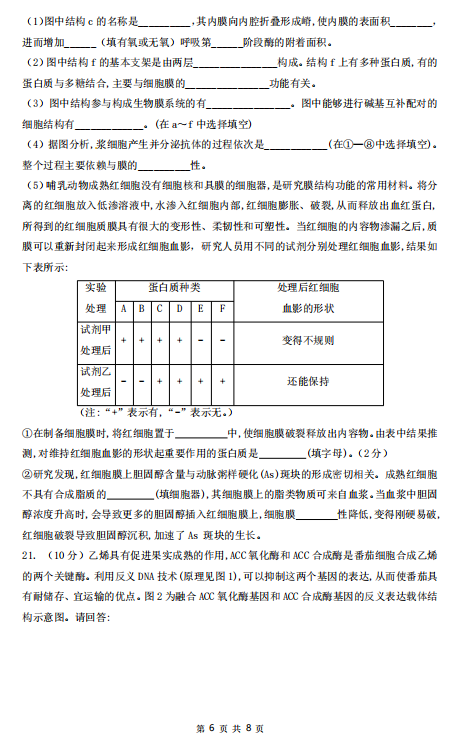 (1)图中结构 c 的名称是__________,其内膜向内腔折叠形成嵴,使内膜的表面积________,
进而增加______（填有氧或无氧）呼吸第______阶段酶的附着面积。
(2)图中结构 f 的基本支架是由两层________________构成。结构 f 上有多种蛋白质,有的
蛋白质与多糖结合,主要与细胞膜的________________功能有关。
(3) 图中结构参与构成生物膜系统的有________________。图中能够进行碱基互补配对的
细胞结构有____________。(在 a～f 中选择填空)
(4) 据图分析,浆细胞产生并分泌抗体的过程依次是____________(在①—⑧中选择填空)。
整个过程主要依赖与膜的________性。
(5)哺乳动物成熟红细胞没有细胞核和具膜的细胞器,是研究膜结构功能的常用材料。将分
离的红细胞放入低渗溶液中,水渗入红细胞内部,红细胞膨胀、破裂,从而释放出血红蛋白,
所得到的红细胞质膜具有很大的变形性、柔韧性和可塑性。当红细胞的内容物渗漏之后,质
膜可以重新封闭起来形成红细胞血影，研究人员用不同的试剂分别处理红细胞血影,结果如
下表所示:
实验 蛋白质种类 处理后红细胞
处理 A B C D E F 血影的形状
试剂甲
处理后 + + + + − − 变得不规则
试剂乙
处理后 − − + + + + 还能保持
(注:“+”表示有,“−”表示无。)
①在制备细胞膜时,将红细胞置于__________中,使细胞膜破裂释放出内容物。由表中结果推
测,对维持红细胞血影的形状起重要作用的蛋白质是_________(填字母)。(2 分)
②研究发现,红细胞膜上胆固醇含量与动脉粥样硬化(As)斑块的形成密切相关。成熟红细胞
不具有合成脂质的_________(填细胞器),其细胞膜上的脂类物质可来自血浆。当血浆中胆固
醇浓度升高时,会导致更多的胆固醇插入红细胞膜上,细胞膜________性降低,变得刚硬易破,
红细胞破裂导致胆固醇沉积,加速了 As 斑块的生长。
21. (10 分)乙烯具有促进果实成熟的作用,ACC 氧化酶和 ACC 合成酶是番茄细胞合成乙烯
的两个关键酶。利用反义 DNA 技术(原理见图 1),可以抑制这两个基因的表达,从而使番茄具
有耐储存、宜运输的优点。图 2 为融合 ACC 氧化酶基因和 ACC 合成酶基因的反义表达载体结
构示意图。请回答:
第 6 页 共 8 页